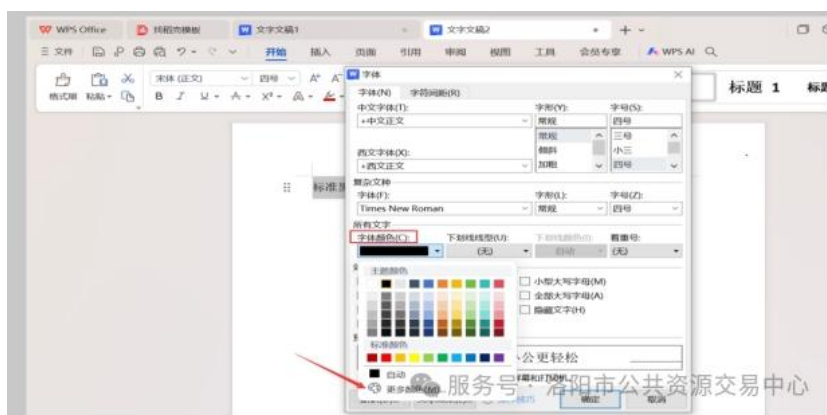 WPS Office 找稻壳模板 文字文稿1 文字文稿2
文件 开始 插入 页面 引用 审阅 视图 工具 会员专享 WPS AI
格式刷 粘贴 宋体 (正文) 四号 标题 1
字体
字体(N) 字符间距(R)
中文字体(T): 字形(Y): 字号(S):
+中文正文 常规 四号
常规 三号
倾斜 小三
西文字体(X): 加粗 四号
+西文正文
复杂文种
字体(F): 字形(L): 字号(Z):
Times New Roman 常规 四号
所有文字
字体颜色(C): 下划线线型(U): 下划线颜色(I): 着重号:
(无) 自动 (无)
主题颜色
小型大写字母(M)
全部大写字母(A)
隐藏文字(H)
标准颜色
公更轻松
自动
更多颜色(M)...
服务号 · 洛阳市公共资源交易中心
确定 取消